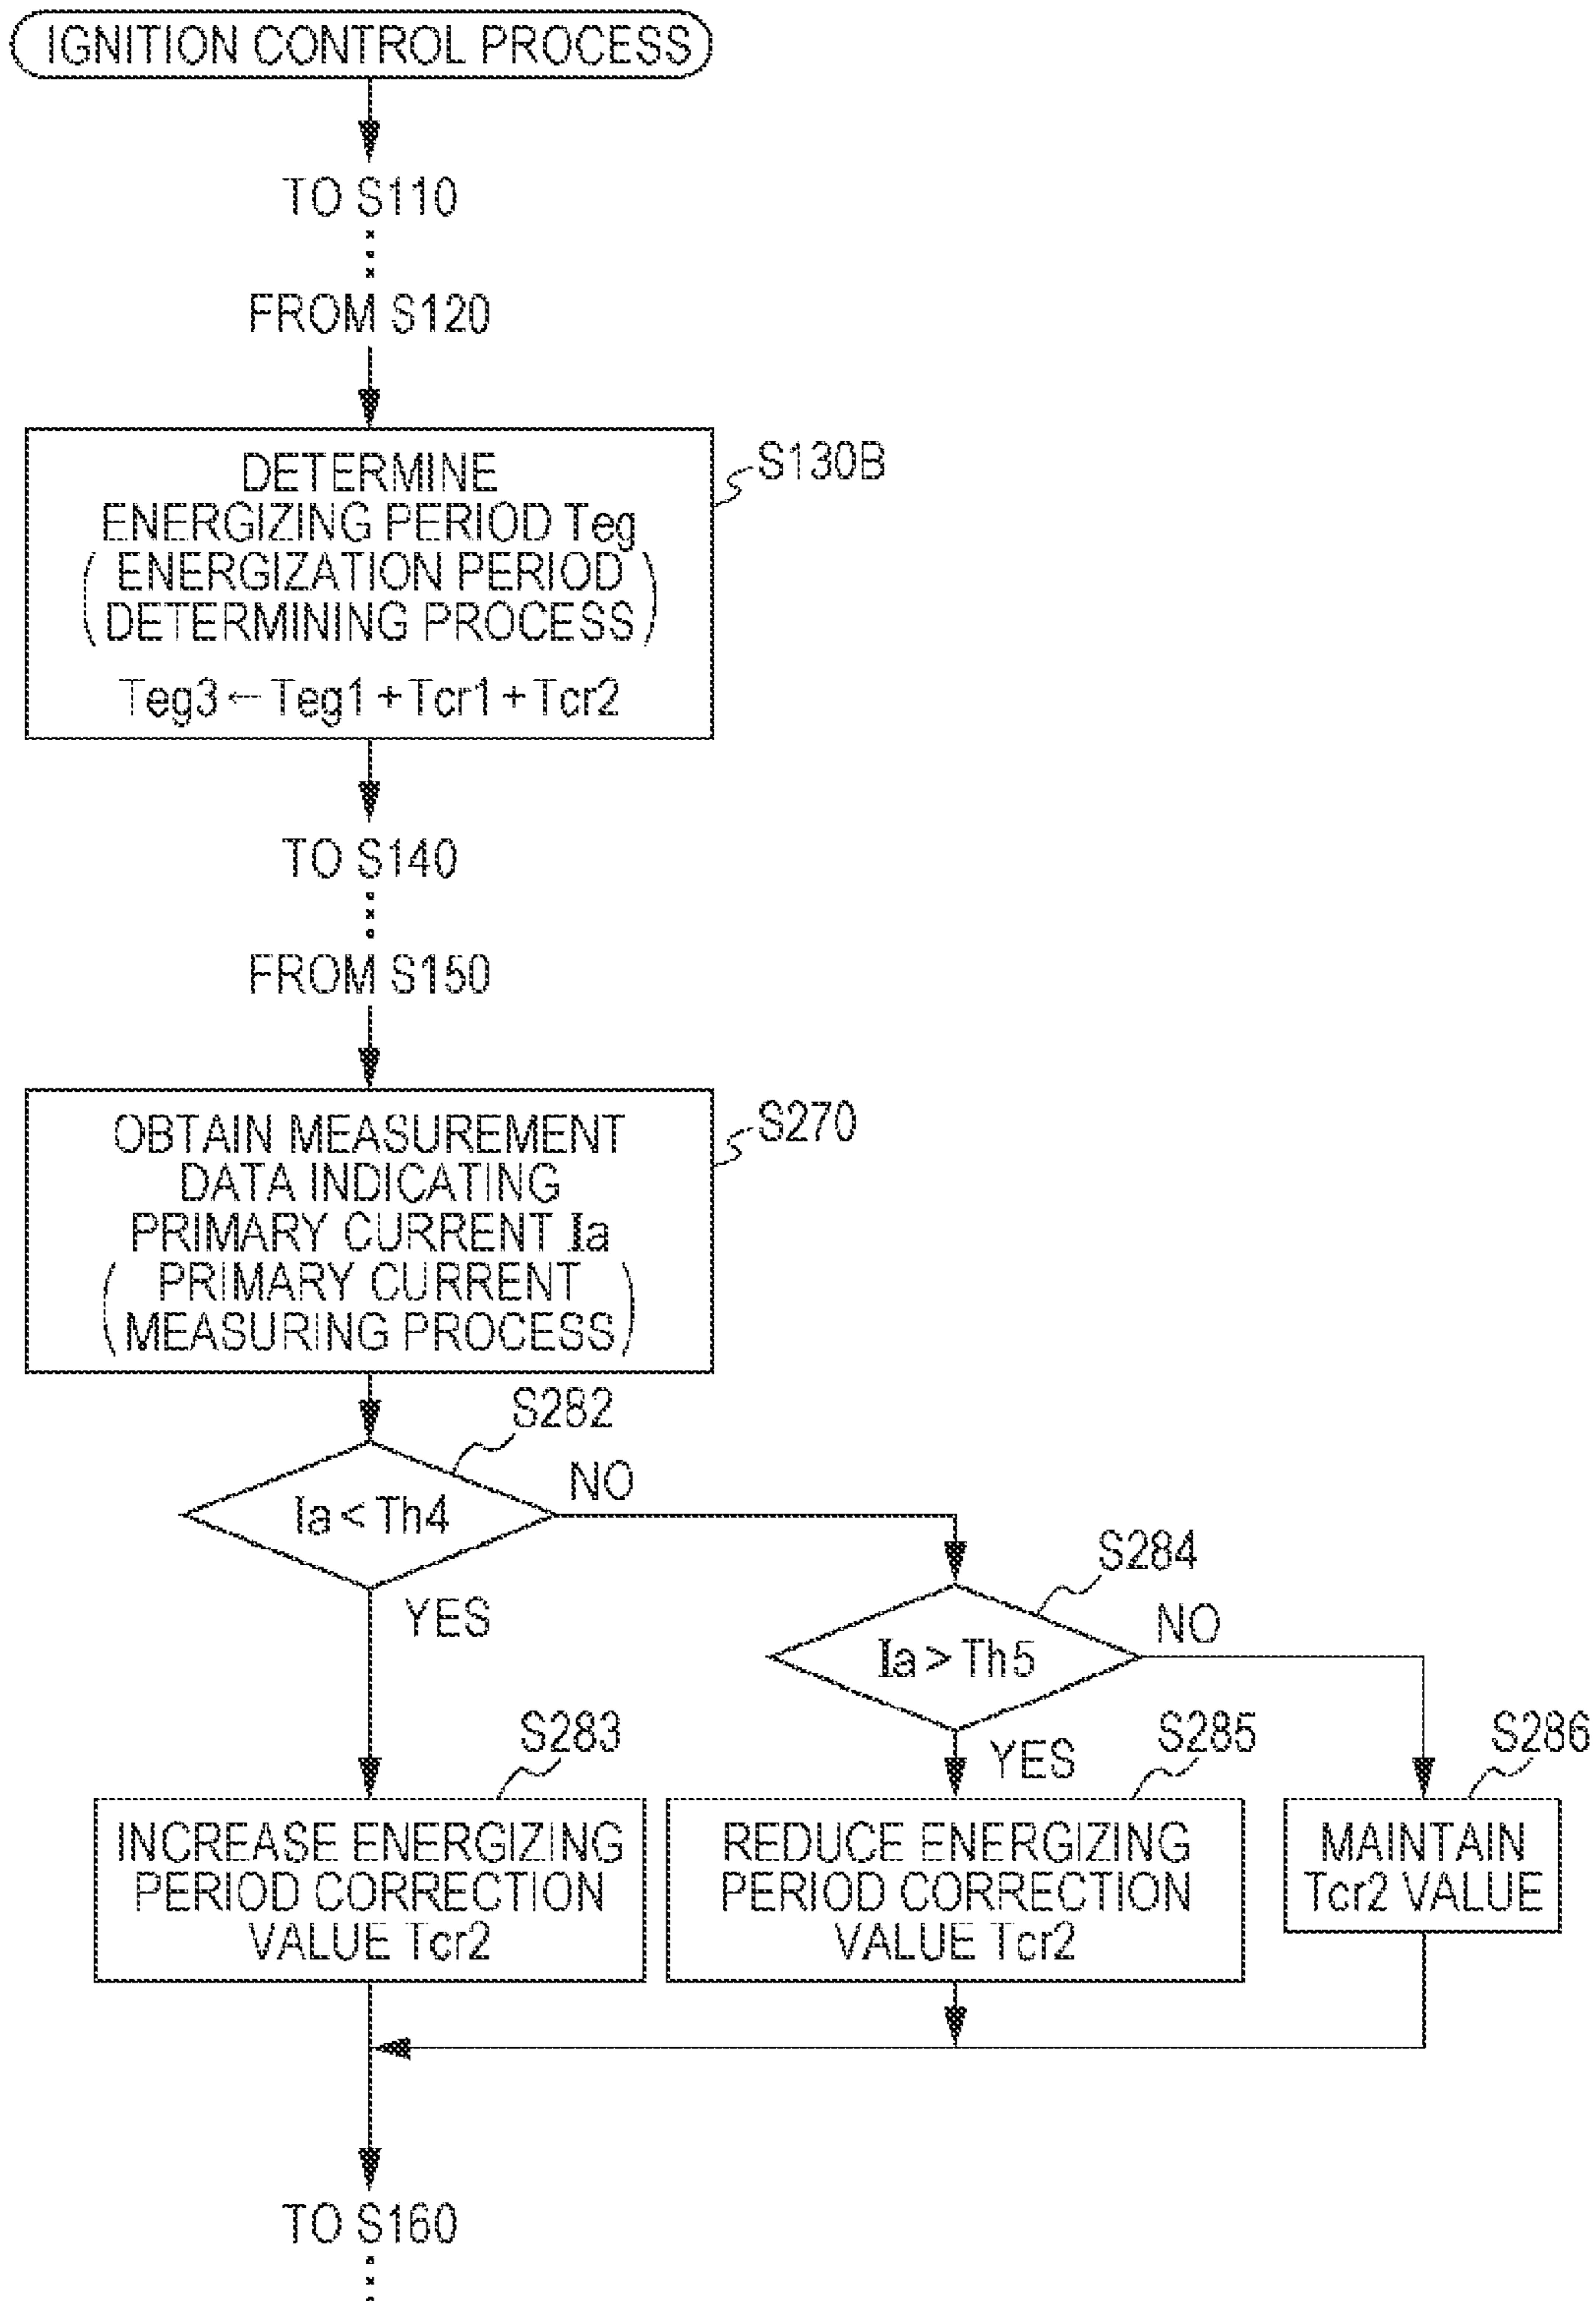 IGNITION CONTROL PROCESS
TO S110
FROM S120
DETERMINE
ENERGIZING PERIOD Teg
(ENERGIZATION PERIOD
DETERMINING PROCESS)
Teg3←Teg1+Tcr1+Tcr2
S130B
TO S140
FROM S150
OBTAIN MEASUREMENT
DATA INDICATING
PRIMARY CURRENT Ia
(PRIMARY CURRENT
MEASURING PROCESS)
S270
S282
Ia < Th4
NO
YES
S284
Ia > Th5
NO
YES
S283
INCREASE ENERGIZING
PERIOD CORRECTION
VALUE Tcr2
S285
REDUCE ENERGIZING
PERIOD CORRECTION
VALUE Tcr2
S286
MAINTAIN
Tcr2 VALUE
TO S160